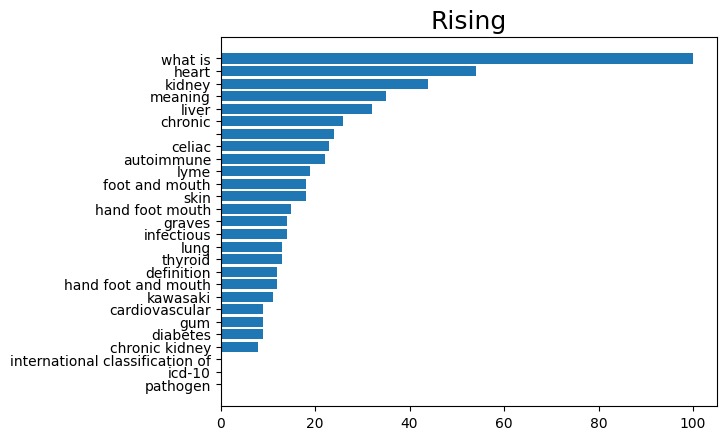 Rising
what is
heart
kidney
meaning
liver
chronic
celiac
autoimmune
lyme
foot and mouth
skin
hand foot mouth
graves
infectious
lung
thyroid
definition
hand foot and mouth
kawasaki
cardiovascular
gum
diabetes
chronic kidney
international classification of
icd-10
pathogen
0 20 40 60 80 100